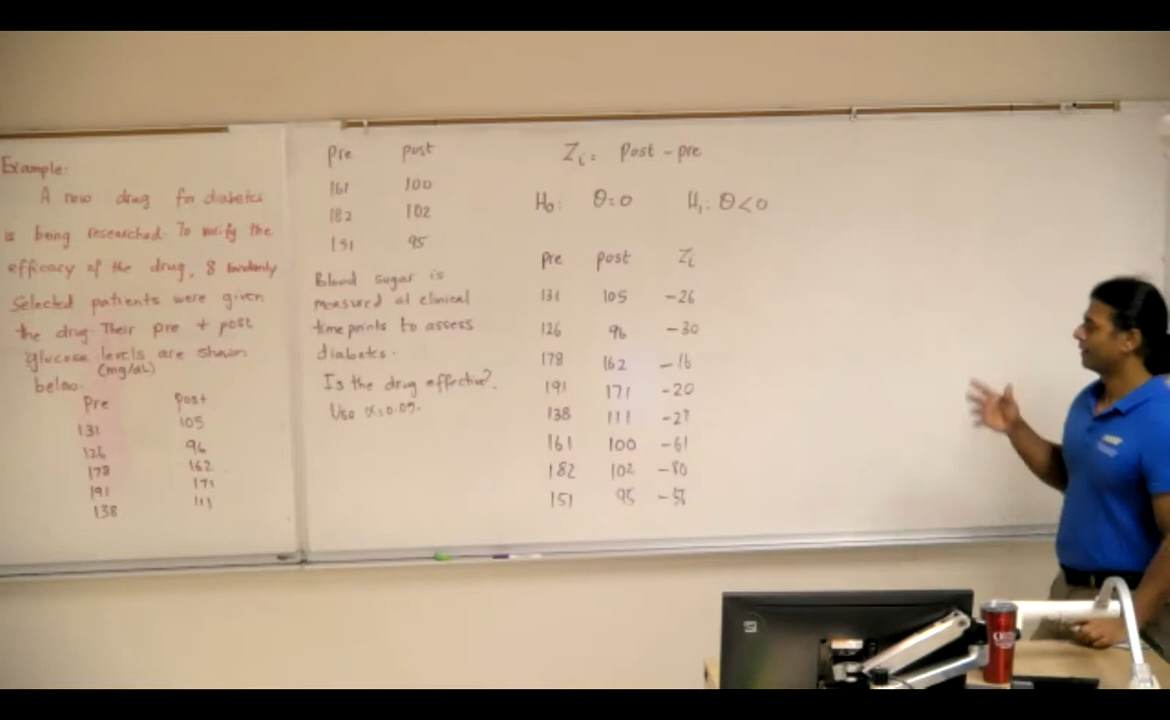 Example:
A new drug for diabetes
is being researched. To verify the
efficacy of the drug, 8 randomly
selected patients were given
the drug. Their pre + post
glucose levels are shown
(mg/dL)
below.
Pre Post
131 105
126 96
178 162
191 171
138 111
Pre post
161 100
182 102
151 95
Blood sugar is
measured at clinical
time points to assess
diabetes.
Is the drug effective?
Use α=0.05.
Zi = Post - pre
H0: θ=0 H1: θ<0
Pre post Zi
131 105 -26
126 96 -30
178 162 -16
191 171 -20
138 111 -27
161 100 -61
182 102 -80
151 95 -56